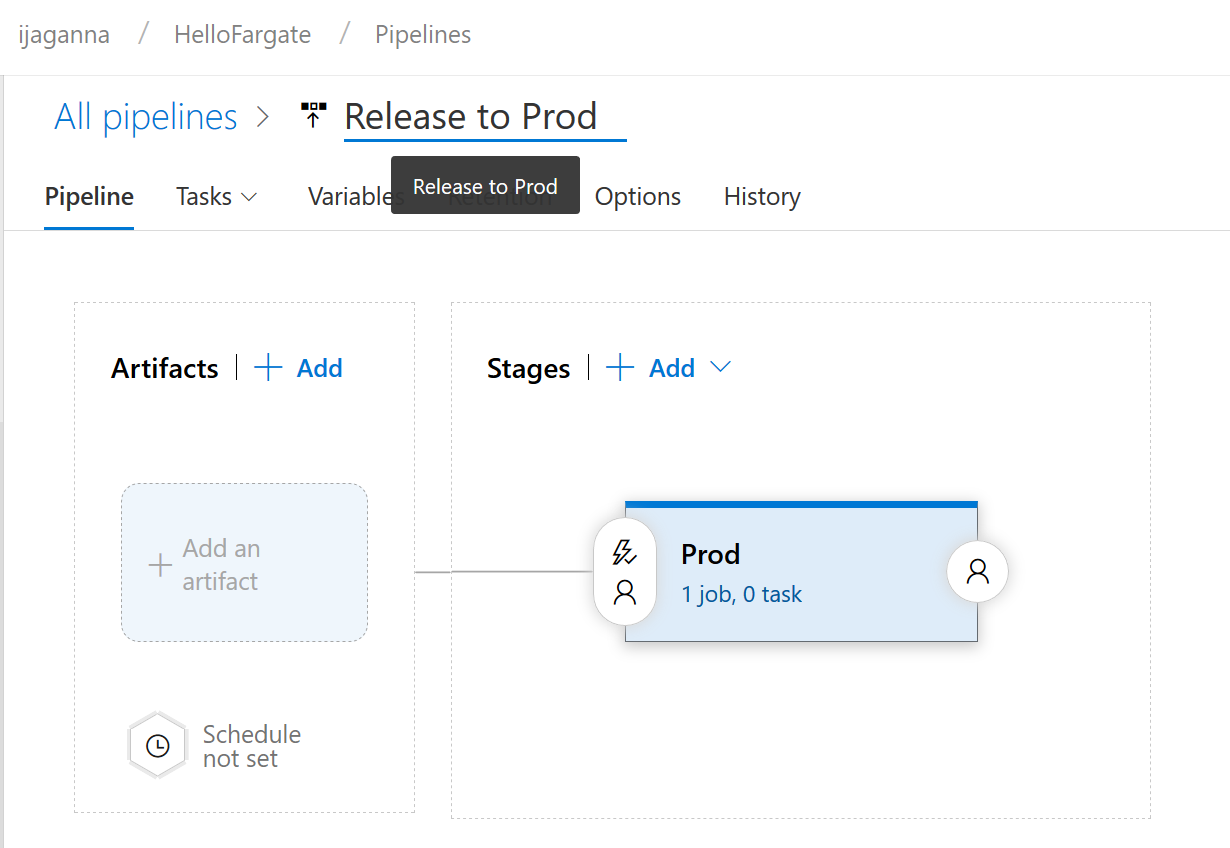 ijaganna / HelloFargate / Pipelines
All pipelines > Release to Prod
Pipeline Tasks Variables Retention Options History
Release to Prod
Artifacts | + Add
Stages | + Add
Add an
artifact
Prod
1 job, 0 task
Schedule
not set